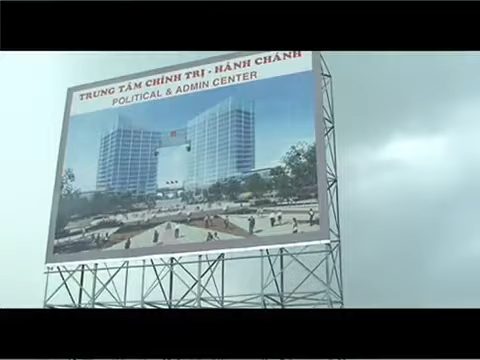 TRUNG TÂM CHÍNH TRỊ - HÀNH CHÁNH
POLITICAL & ADMIN CENTER